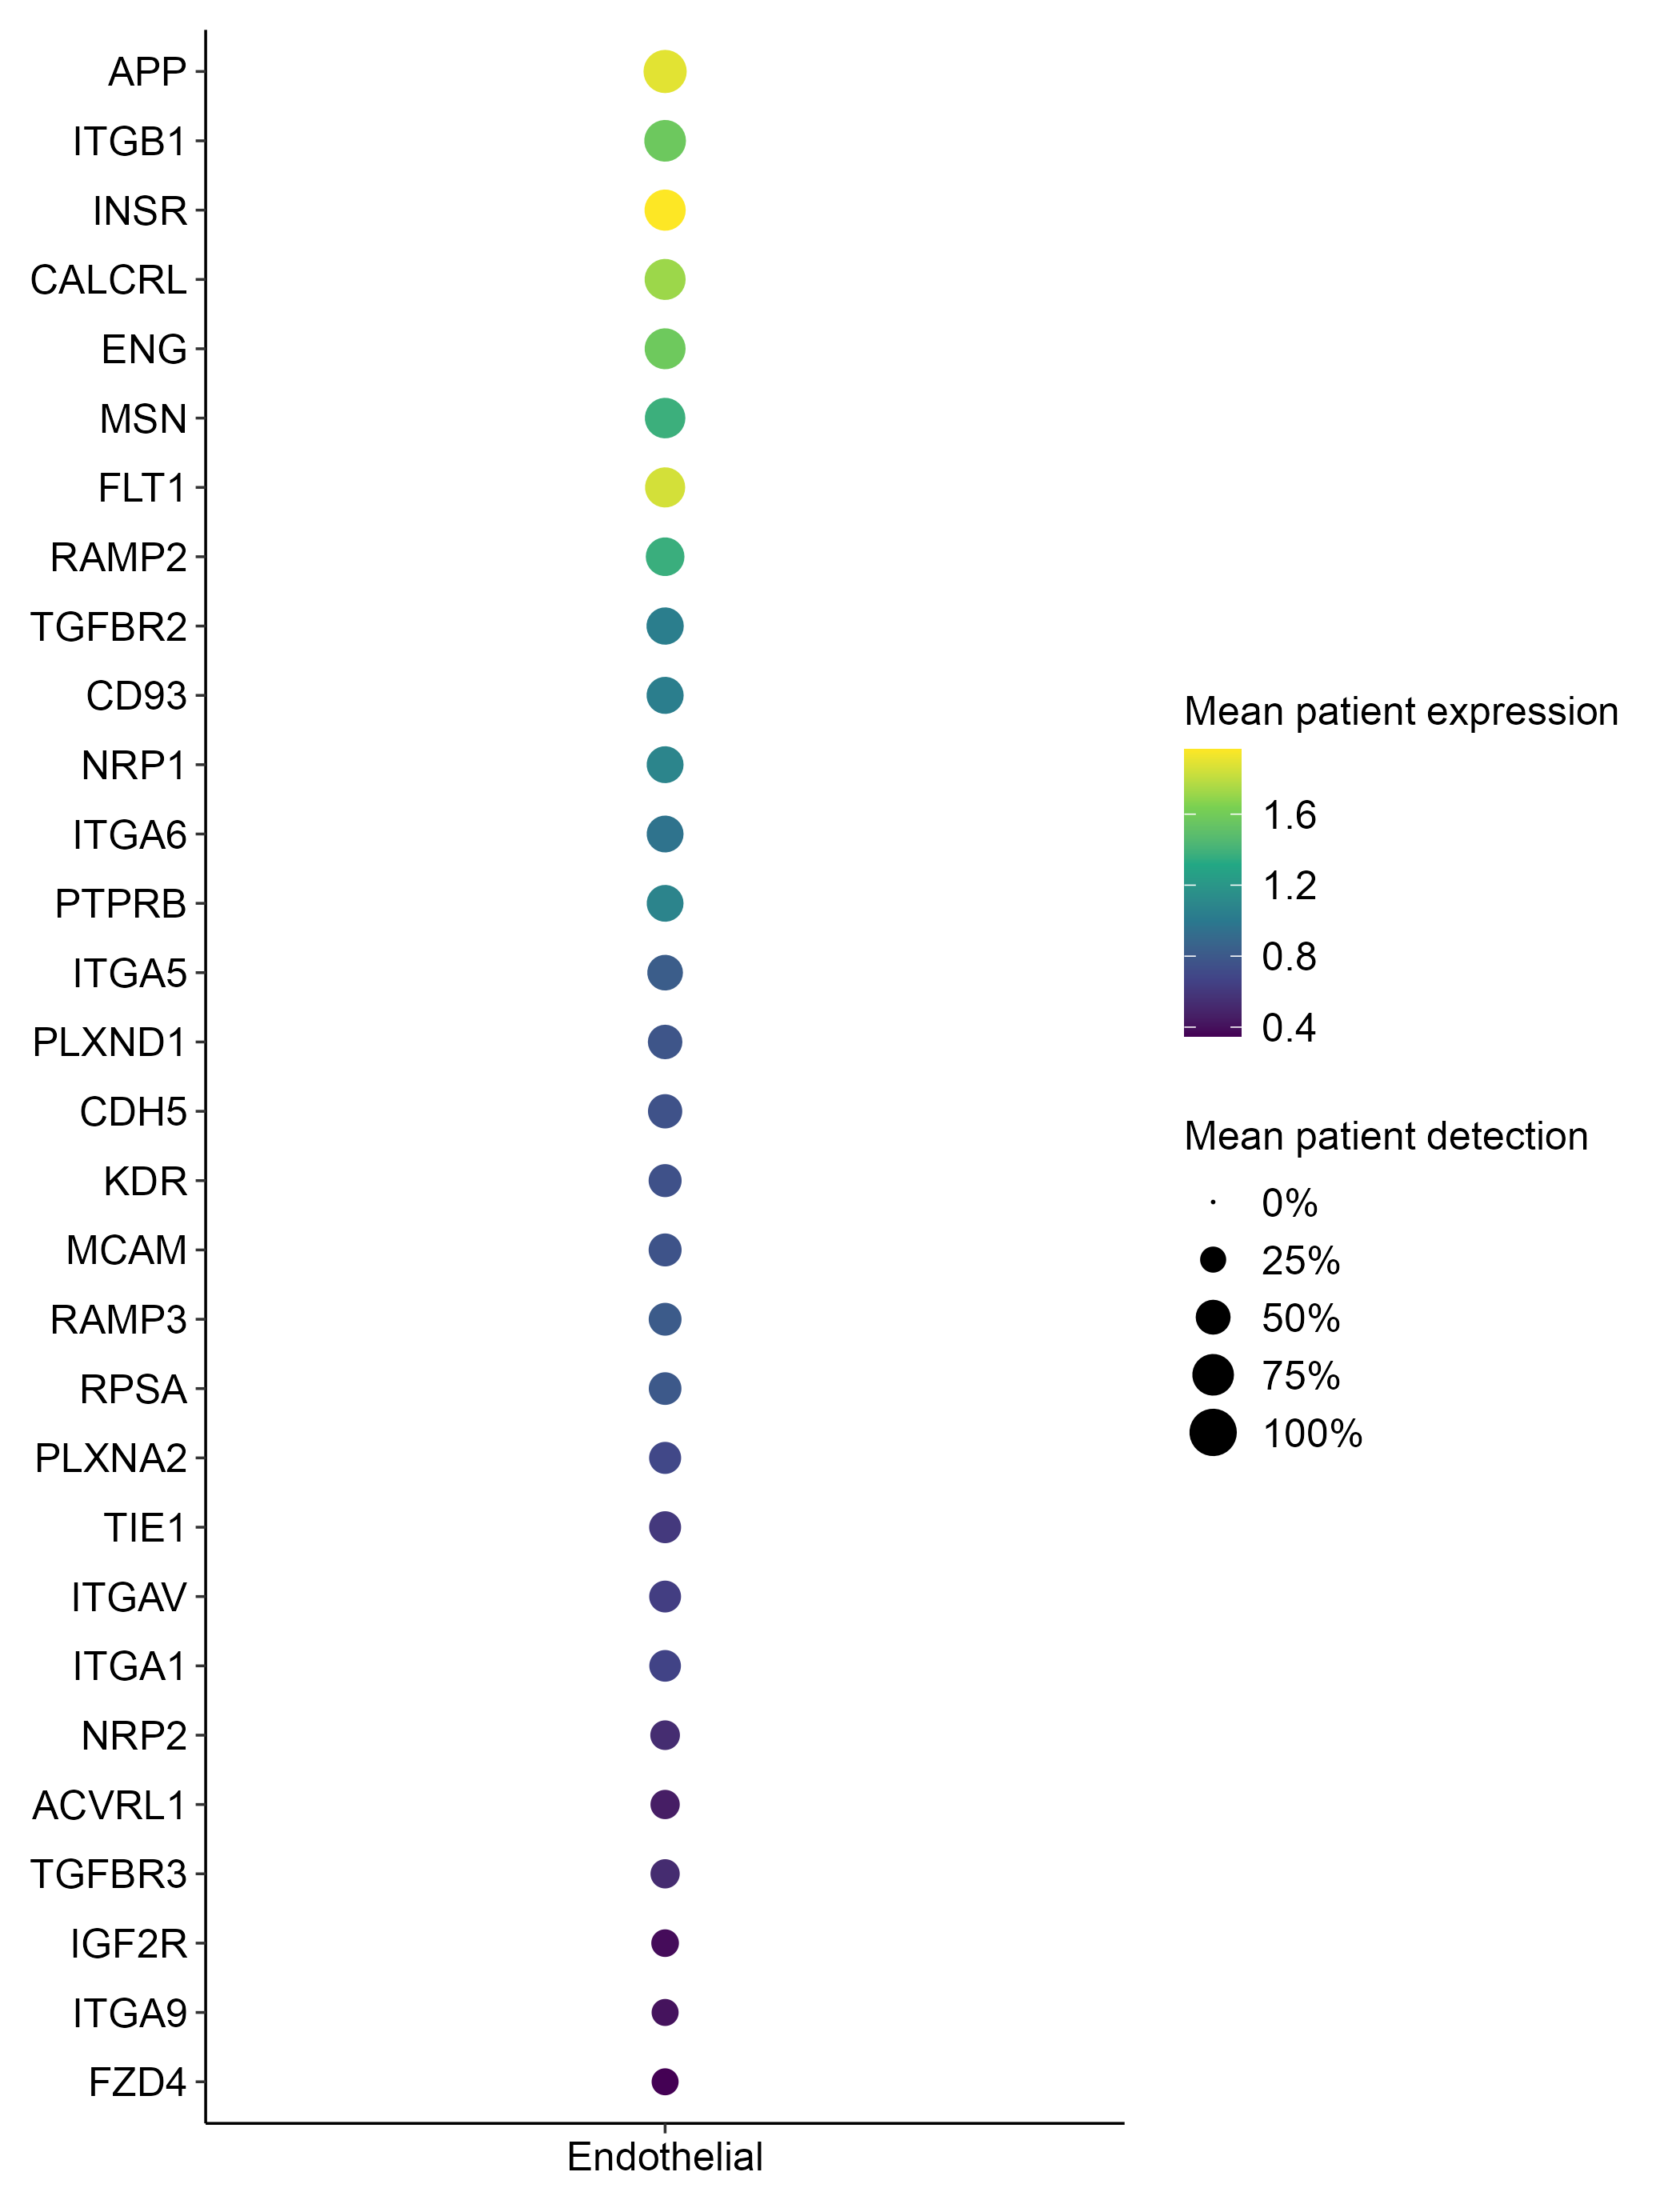 APP
ITGB1
INSR
CALCRL
ENG
MSN
FLT1
RAMP2
TGFBR2
CD93
NRP1
ITGA6
PTPRB
ITGA5
PLXND1
CDH5
KDR
MCAM
RAMP3
RPSA
PLXNA2
TIE1
ITGAV
ITGA1
NRP2
ACVRL1
TGFBR3
IGF2R
ITGA9
FZD4
Endothelial
Mean patient expression
1.6
1.2
0.8
0.4
Mean patient detection
0%
25%
50%
75%
100%